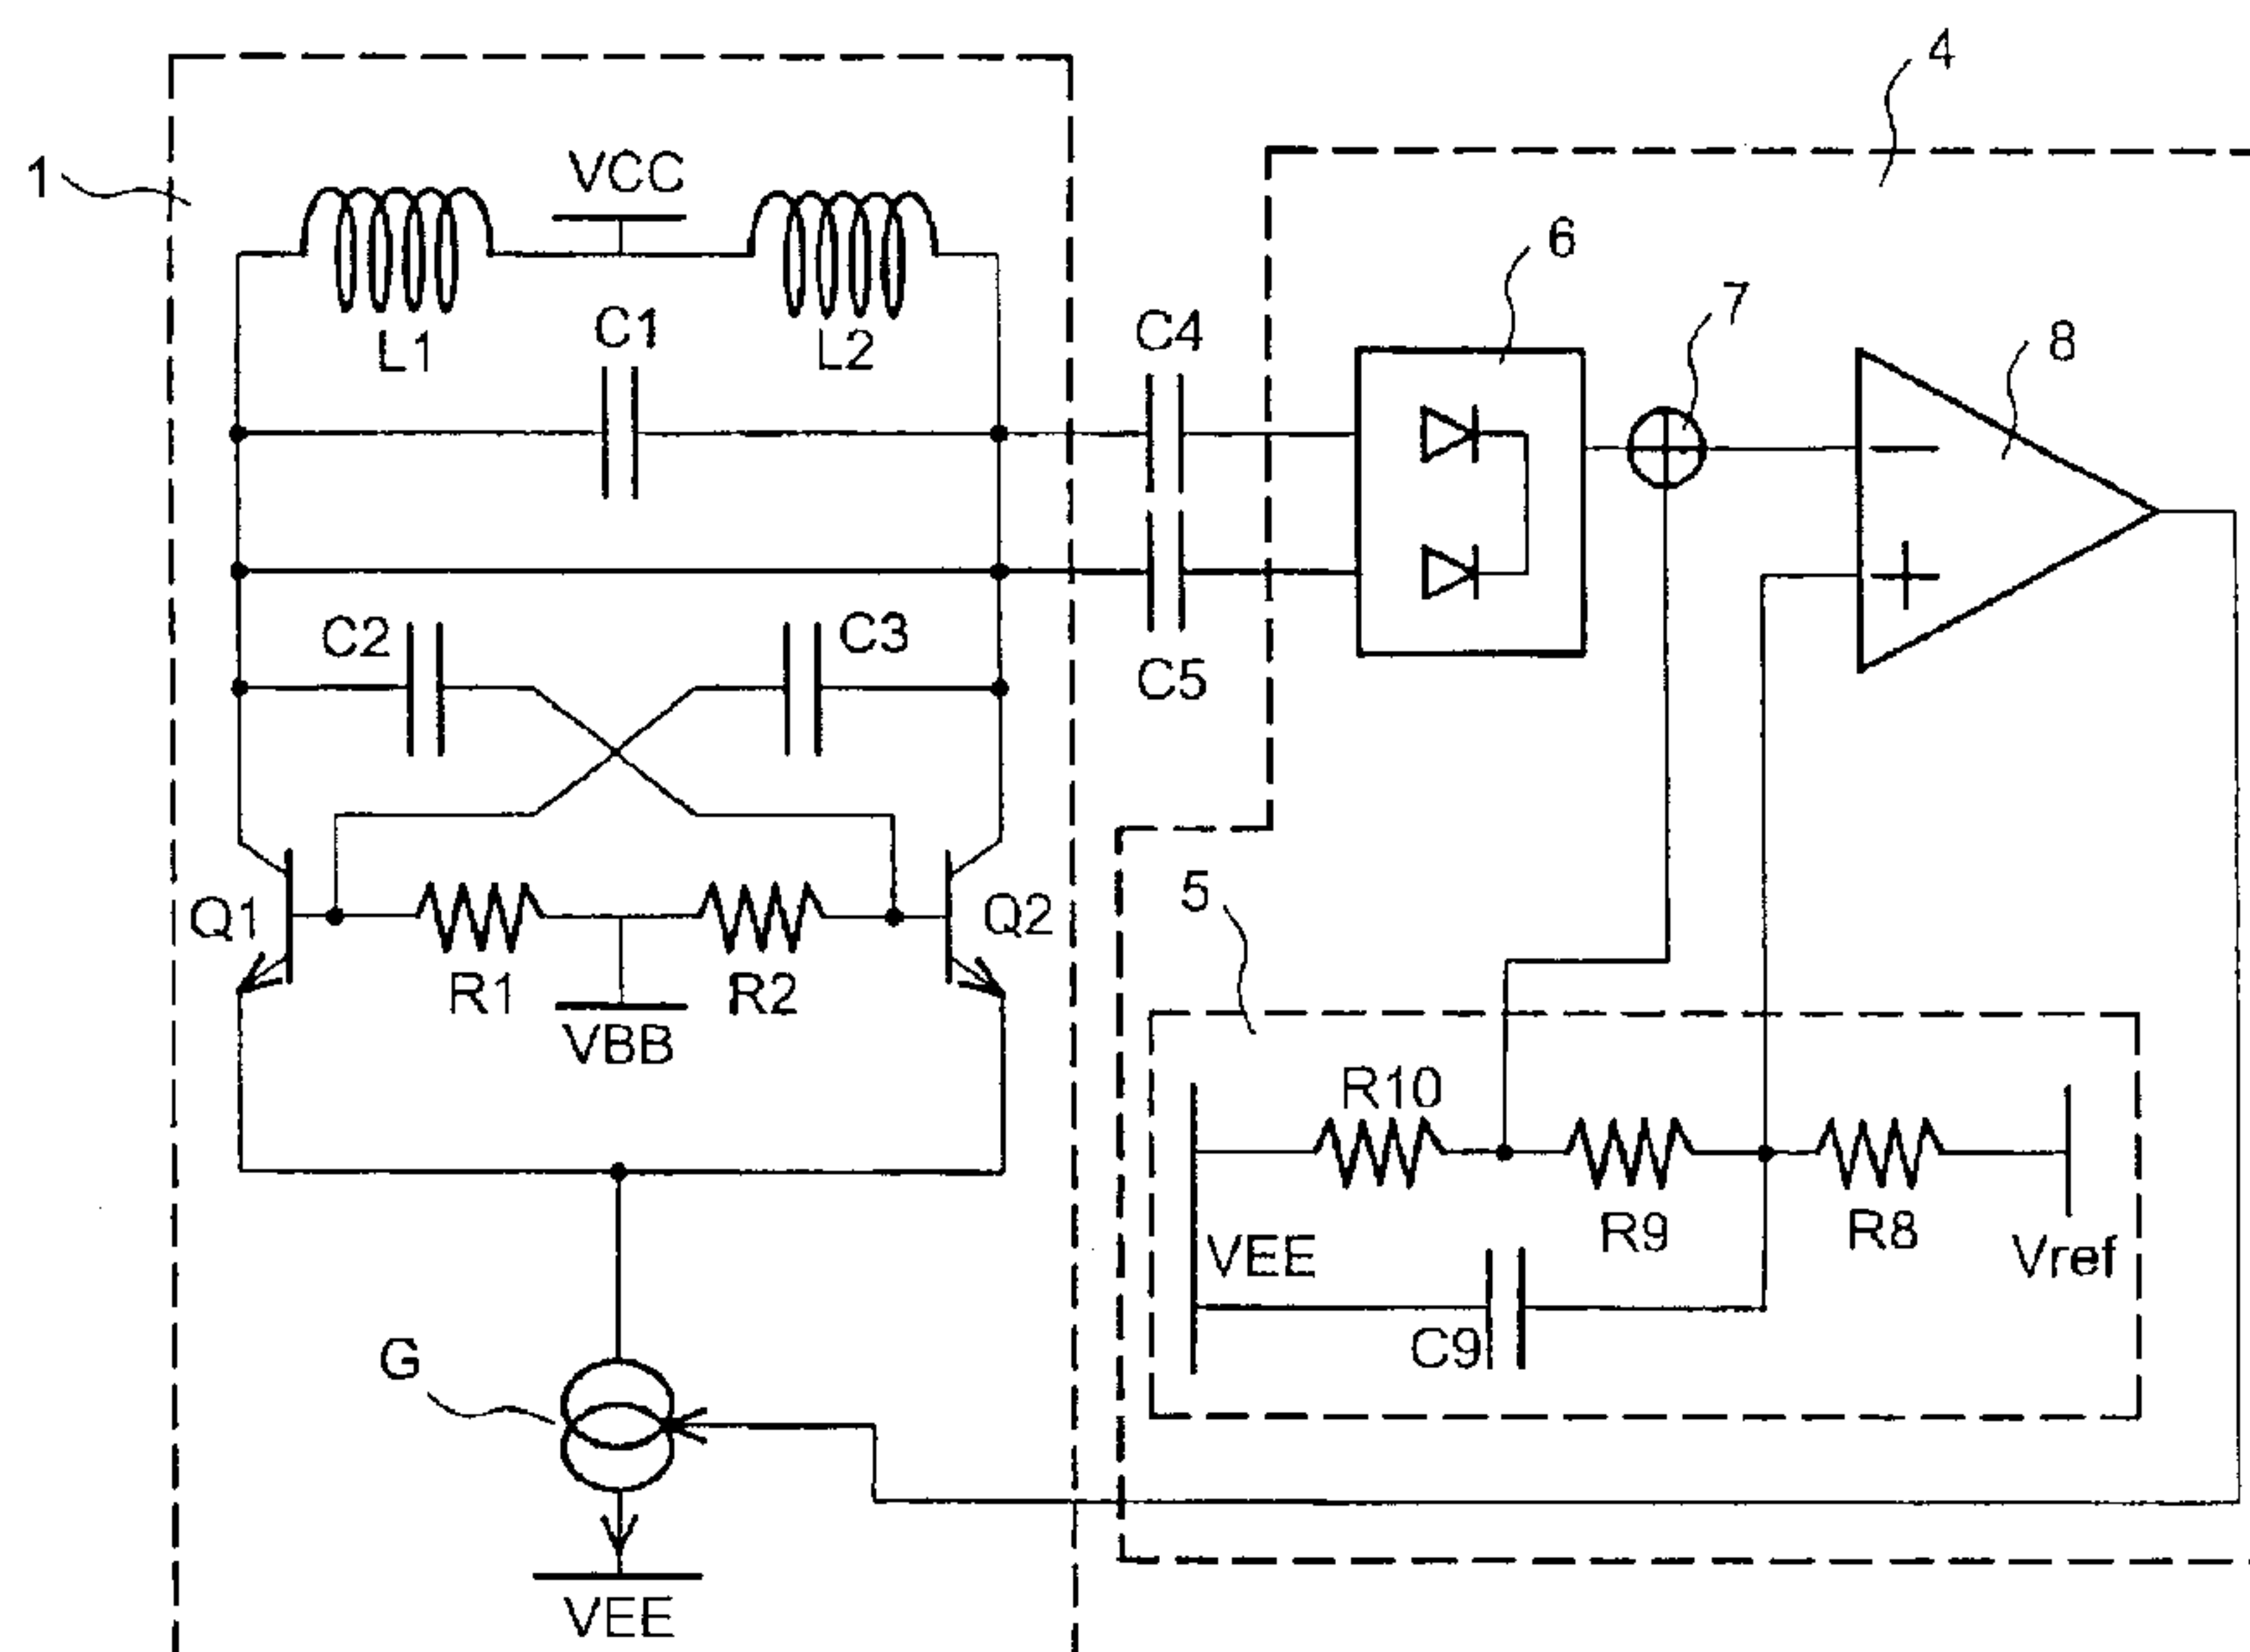 4
1
VCC
6
7
C1
C4
8
L1
L2
C2
C3
C5
5
Q1
Q2
R1
R2
VBB
R10
R9
R8
VEE
Vref
C9
G
VEE
−
+